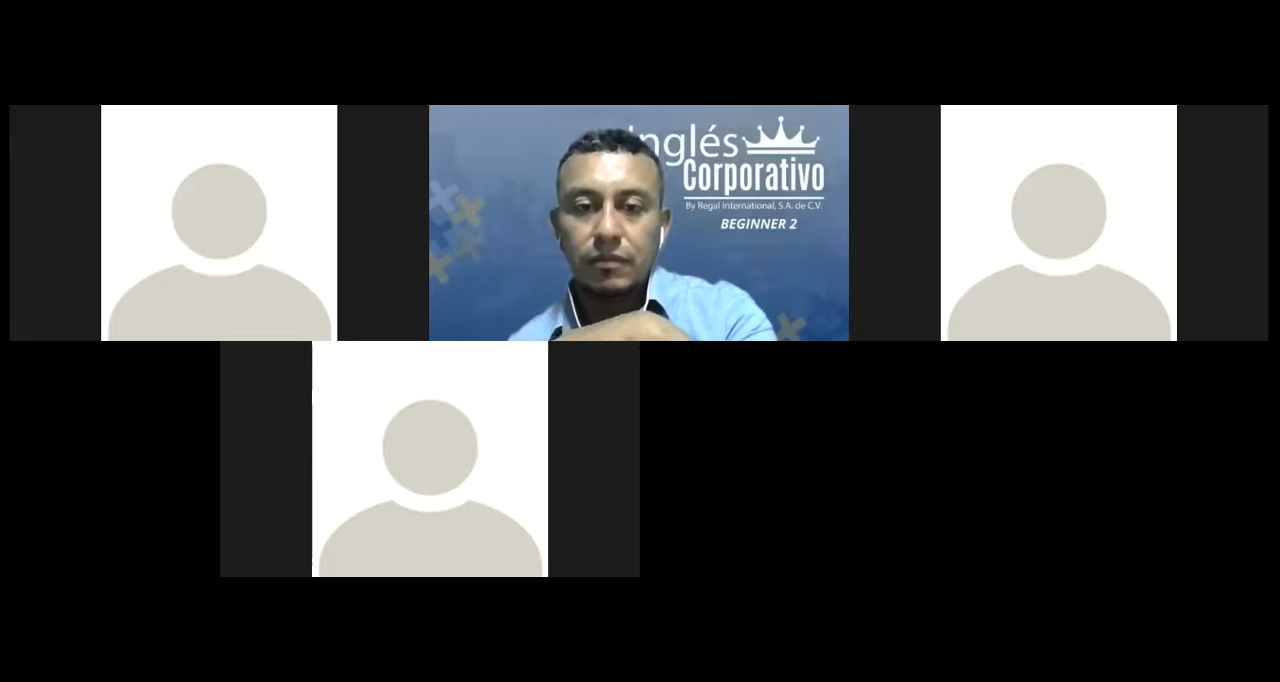 Inglés
Corporativo
By Regal International, S.A. de C.V.
BEGINNER 2